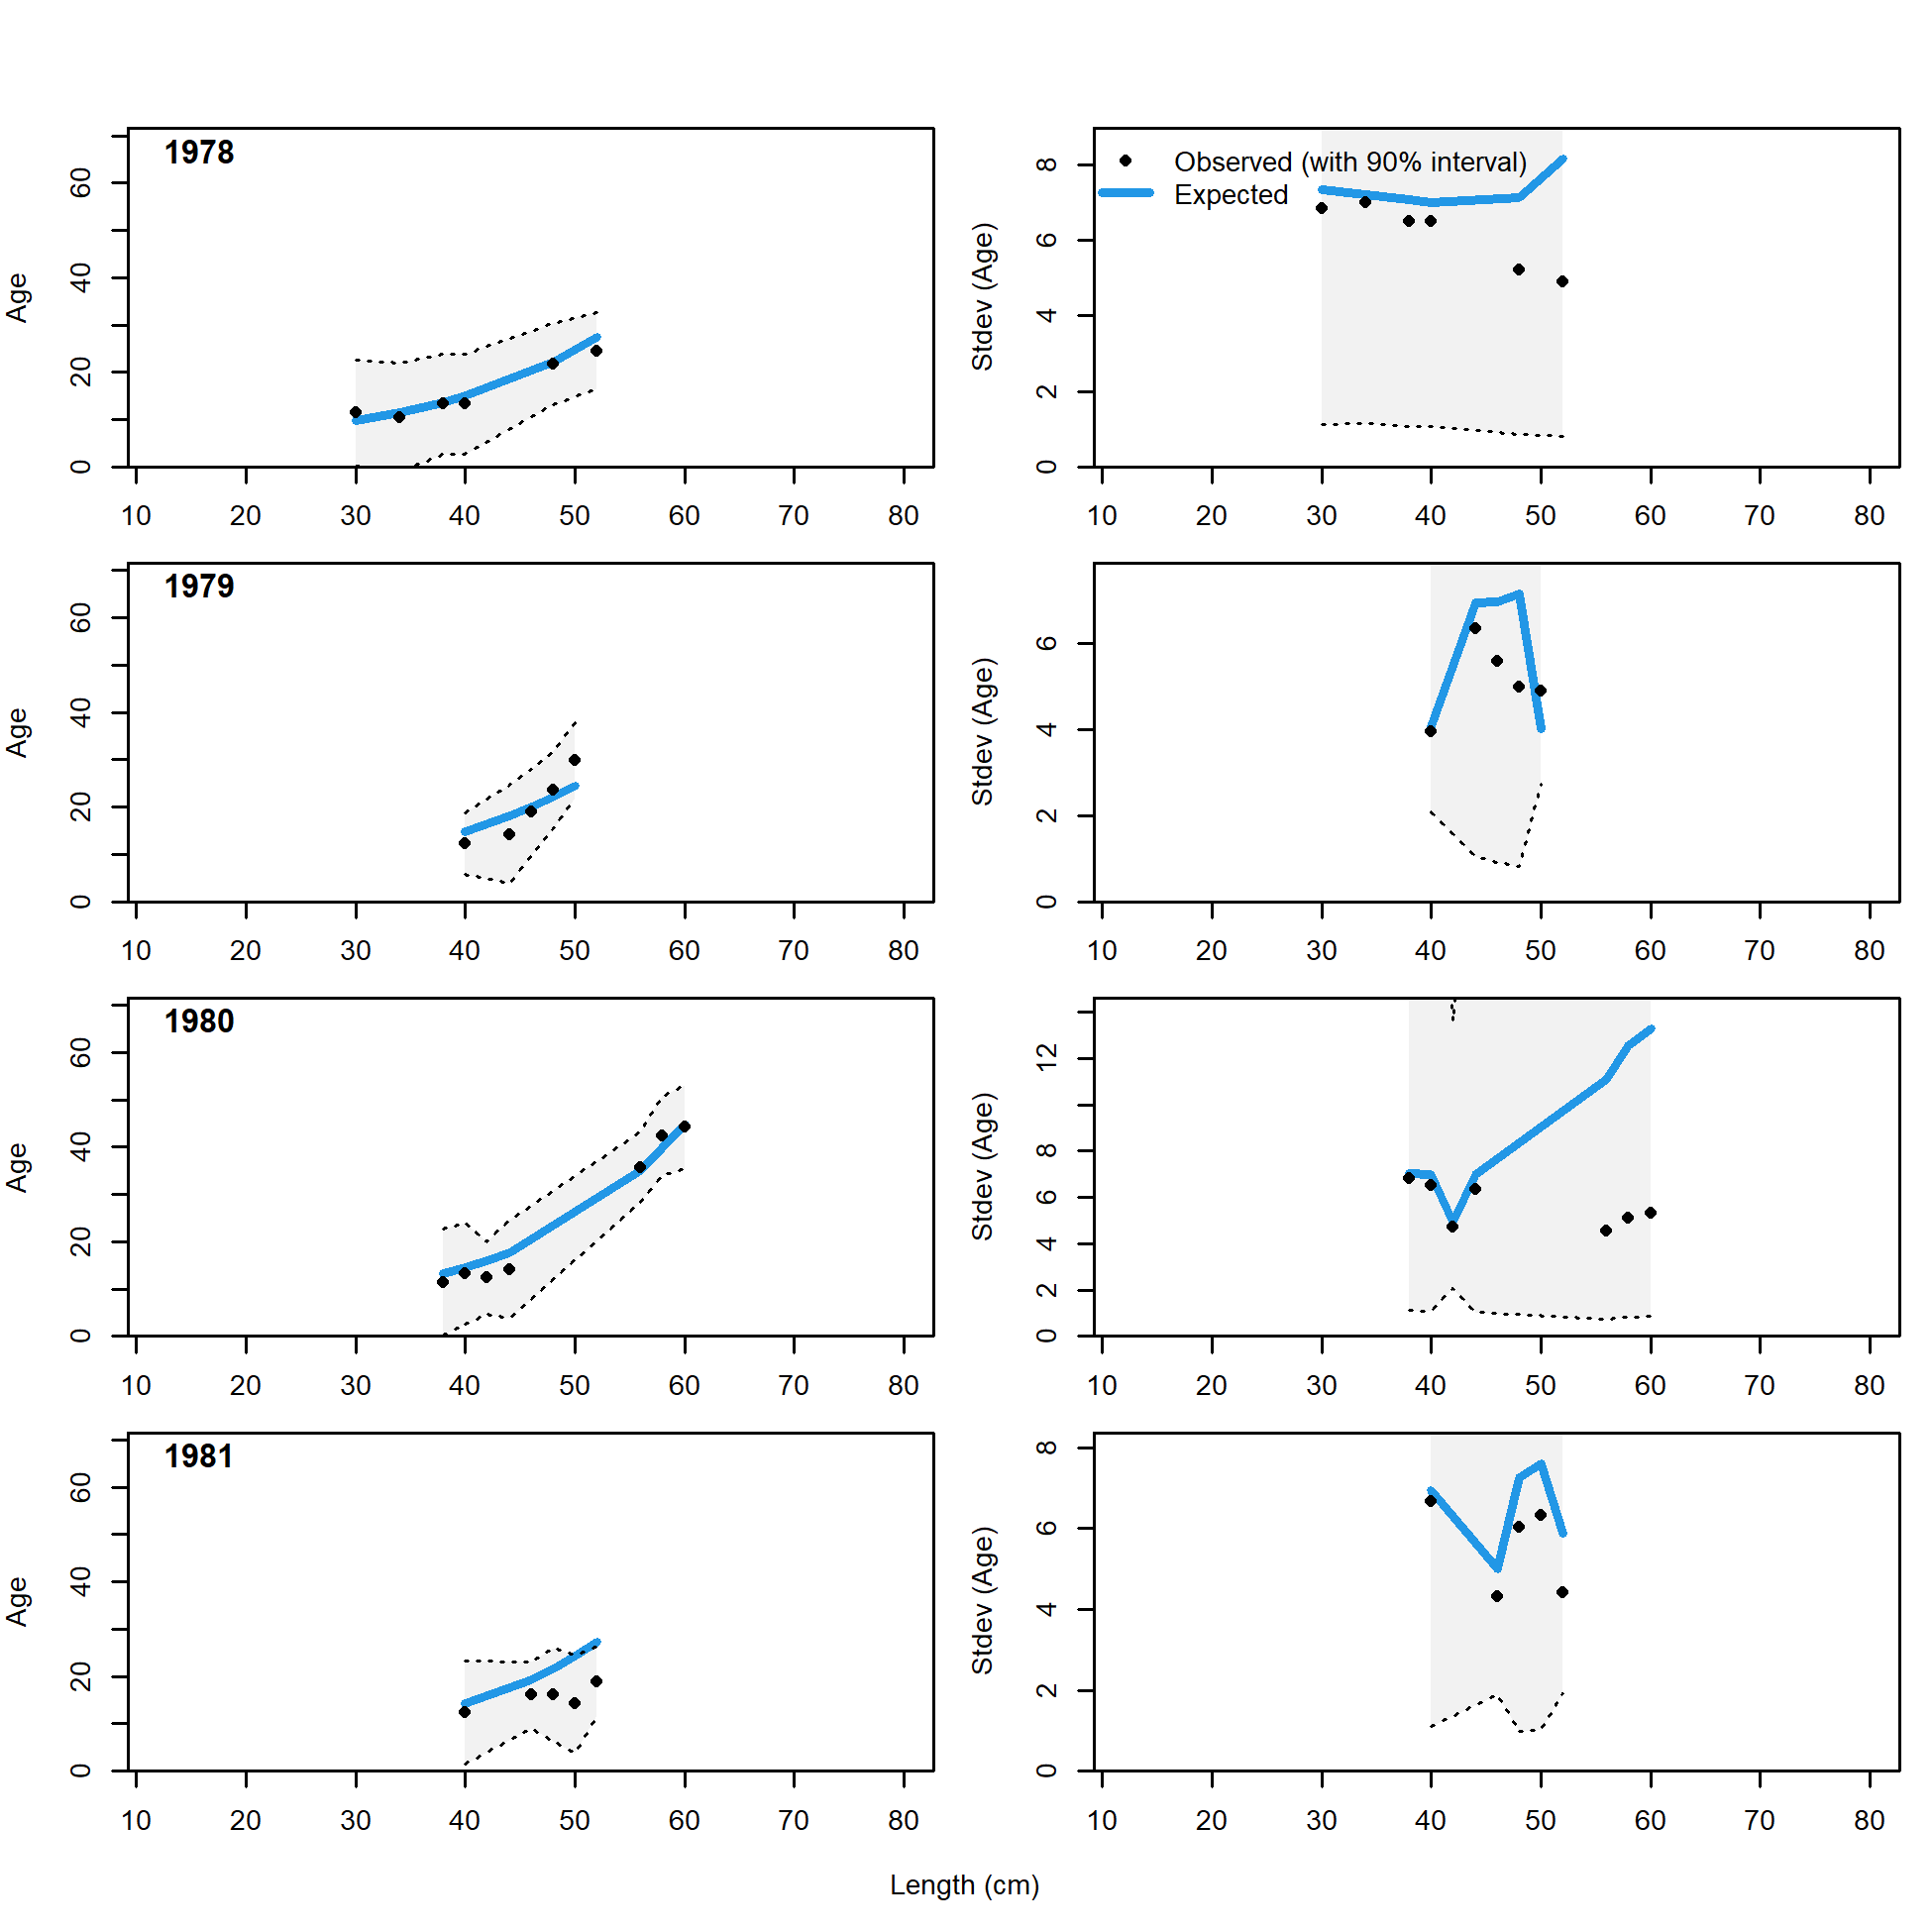 1978
Age
0 20 40 60
10 20 30 40 50 60 70 80
Observed (with 90% interval)
Expected
Stdev (Age)
0 2 4 6 8
10 20 30 40 50 60 70 80
1979
Age
0 20 40 60
10 20 30 40 50 60 70 80
Stdev (Age)
0 2 4 6
10 20 30 40 50 60 70 80
1980
Age
0 20 40 60
10 20 30 40 50 60 70 80
Stdev (Age)
0 2 4 6 8 12
10 20 30 40 50 60 70 80
1981
Age
0 20 40 60
10 20 30 40 50 60 70 80
Stdev (Age)
0 2 4 6 8
10 20 30 40 50 60 70 80
Length (cm)